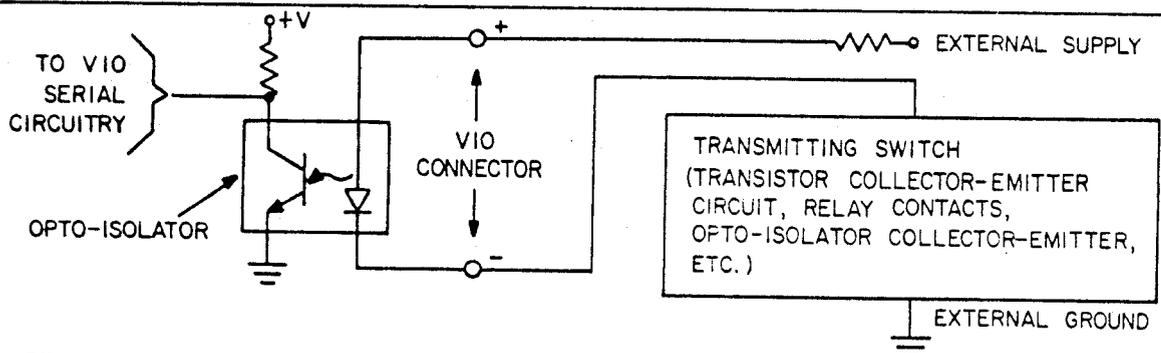 +V
+
EXTERNAL SUPPLY
TO VIO
SERIAL
CIRCUITRY
VIO
CONNECTOR
TRANSMITTING SWITCH
(TRANSISTOR COLLECTOR-EMITTER
CIRCUIT, RELAY CONTACTS,
OPTO-ISOLATOR COLLECTOR-EMITTER,
ETC.)
OPTO-ISOLATOR
-
EXTERNAL GROUND